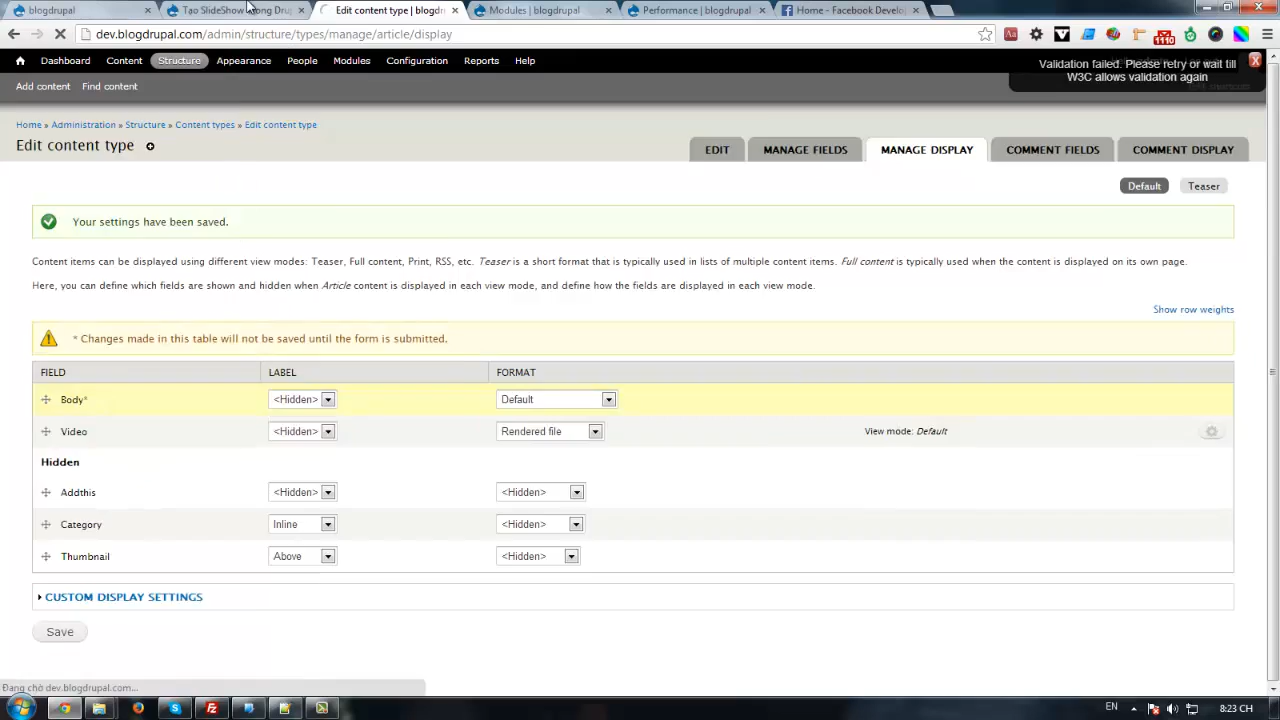 blogdrupal
Tạo SlideShow trong Drup
Edit content type | blogdr
Modules | blogdrupal
Performance | blogdrupal
Home - Facebook Develop
dev.blogdrupal.com/admin/structure/types/manage/article/display
1110
Dashboard Content Structure Appearance People Modules Configuration Reports Help
Validation failed: Please retry or wait till
W3C allows validation again
Add content Find content
Home » Administration » Structure » Content types » Edit content type
Edit content type
EDIT MANAGE FIELDS MANAGE DISPLAY COMMENT FIELDS COMMENT DISPLAY
Default Teaser
Your settings have been saved.
Content items can be displayed using different view modes: Teaser, Full content, Print, RSS, etc. Teaser is a short format that is typically used in lists of multiple content items. Full content is typically used when the content is displayed on its own page.
Here, you can define which fields are shown and hidden when Article content is displayed in each view mode, and define how the fields are displayed in each view mode.
Show row weights
* Changes made in this table will not be saved until the form is submitted.
FIELD LABEL FORMAT
Body* <Hidden> Default
Video <Hidden> Rendered file View mode: Default
Hidden
Addthis <Hidden> <Hidden>
Category Inline <Hidden>
Thumbnail Above <Hidden>
CUSTOM DISPLAY SETTINGS
Save
Đang chờ dev.blogdrupal.com...
EN 8:23 CH